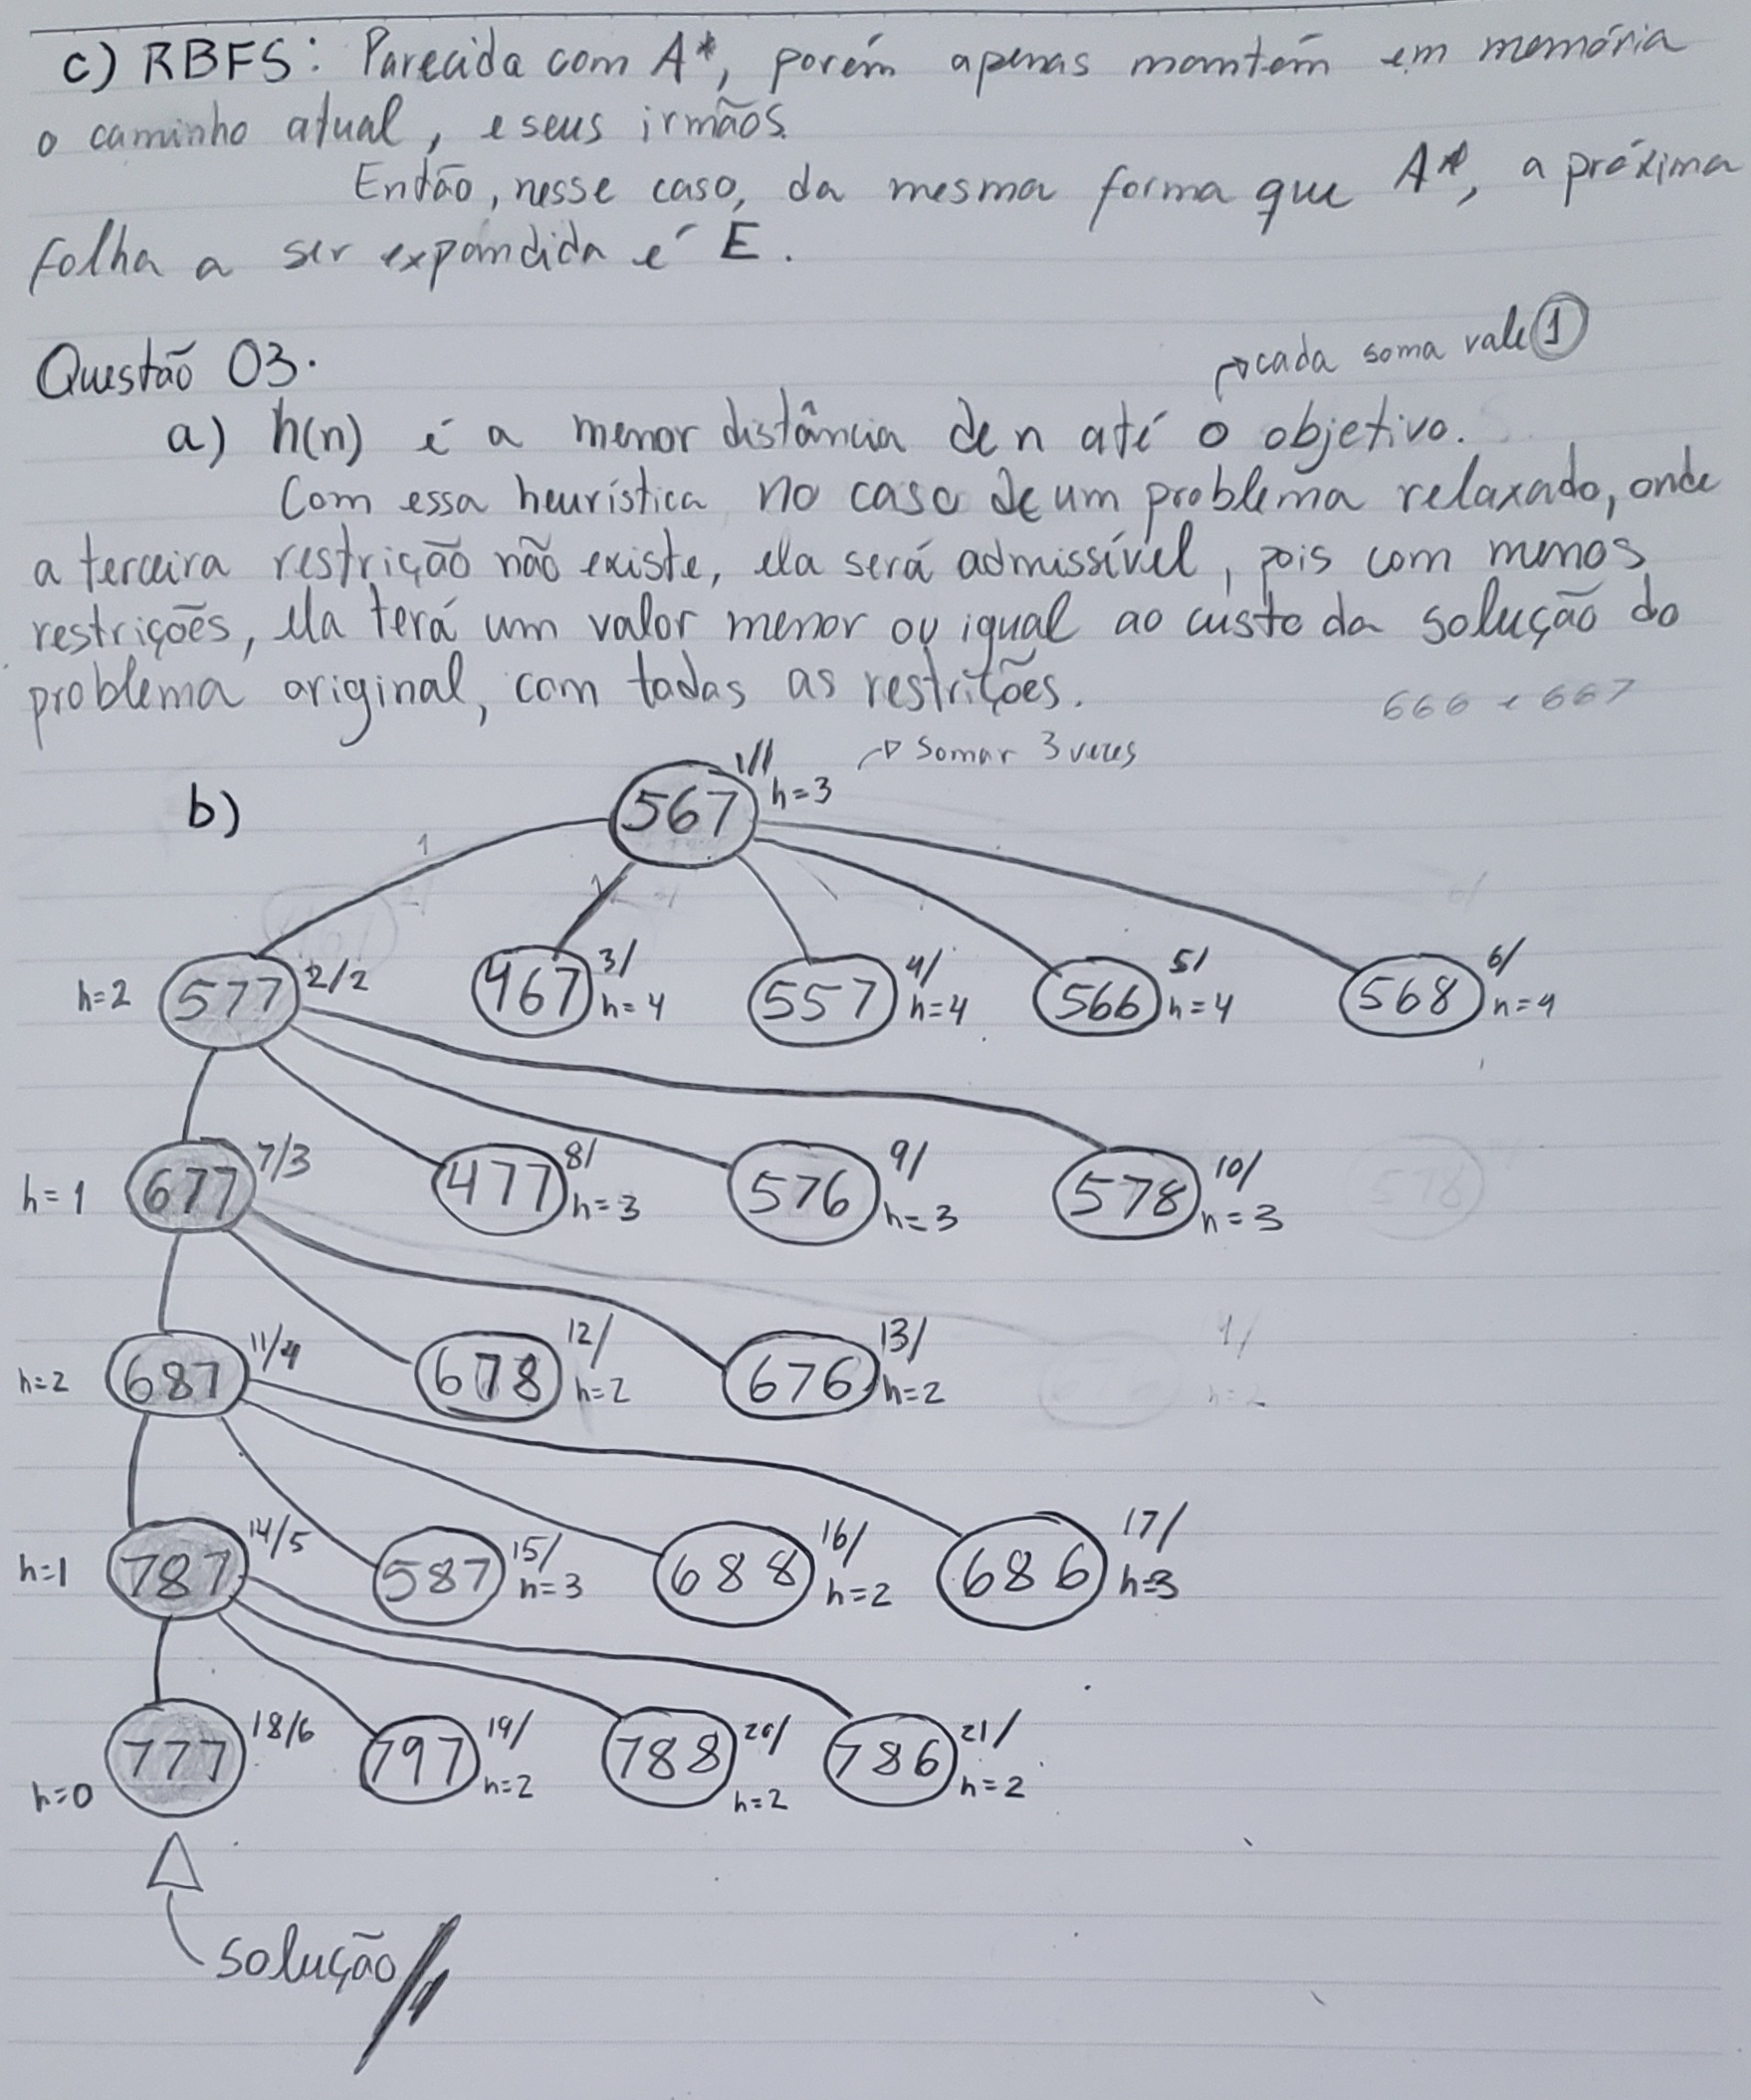 c) RBFS: Parecida com A*, porém apenas mantém em memória
o caminho atual, e seus irmãos.
Então, nesse caso, da mesma forma que A*, a próxima
folha a ser expandida é E.
Questão 03.
↱cada soma vale ①
a) h(n) é a menor distância de n até o objetivo.
Com essa heurística no caso de um problema relaxado, onde
a terceira restrição não existe, ela será admissível, pois com menos
restrições, ela terá um valor menor ou igual ao custo da solução do
problema original, com todas as restrições.
666 e 667
b)
567 1/1 h=3 → Somar 3 vezes
1
1
h=2 577 2/2
467 3/ h=4
557 4/ h=4
566 5/ h=4
568 6/ h=4
h=1 677 7/3
477 8/ h=3
576 9/ h=3
578 10/ h=3
578
h=2 687 11/4
678 12/ h=2
676 13/ h=2
676 1/ h=2
h=1 787 14/5
587 15/ h=3
688 16/ h=2
686 17/ h=3
h=0 777 18/6
797 19/ h=2
788 20/ h=2
786 21/ h=2
solução